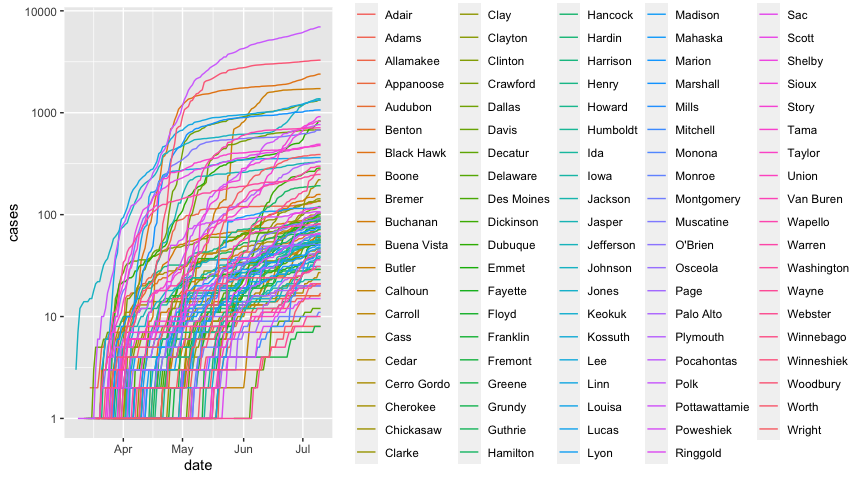 10000
1000
100
10
1
cases
Apr May Jun Jul
date
Adair
Adams
Allamakee
Appanoose
Audubon
Benton
Black Hawk
Boone
Bremer
Buchanan
Buena Vista
Butler
Calhoun
Carroll
Cass
Cedar
Cerro Gordo
Cherokee
Chickasaw
Clarke
Clay
Clayton
Clinton
Crawford
Dallas
Davis
Decatur
Delaware
Des Moines
Dickinson
Dubuque
Emmet
Fayette
Floyd
Franklin
Fremont
Greene
Grundy
Guthrie
Hamilton
Hancock
Hardin
Harrison
Henry
Howard
Humboldt
Ida
Iowa
Jackson
Jasper
Jefferson
Johnson
Jones
Keokuk
Kossuth
Lee
Linn
Louisa
Lucas
Lyon
Madison
Mahaska
Marion
Marshall
Mills
Mitchell
Monona
Monroe
Montgomery
Muscatine
O'Brien
Osceola
Page
Palo Alto
Plymouth
Pocahontas
Polk
Pottawattamie
Poweshiek
Ringgold
Sac
Scott
Shelby
Sioux
Story
Tama
Taylor
Union
Van Buren
Wapello
Warren
Washington
Wayne
Webster
Winnebago
Winneshiek
Woodbury
Worth
Wright